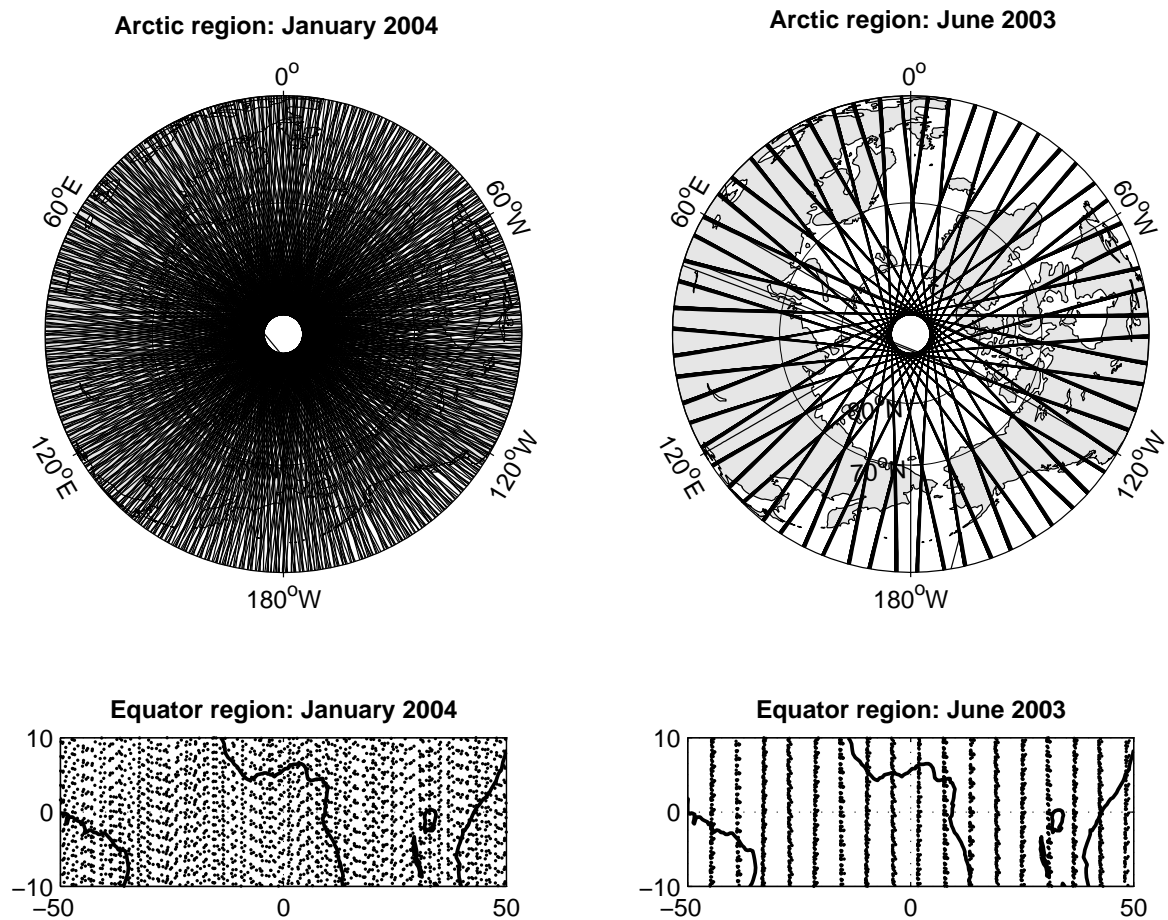 Arctic region: January 2004
Arctic region: June 2003
0°
60°E
60°W
120°E
120°W
180°W
0°
60°E
60°W
80°N
70°N
120°E
120°W
180°W
Equator region: January 2004
10
0
−10
−50
0
50
Equator region: June 2003
10
0
−10
−50
0
50